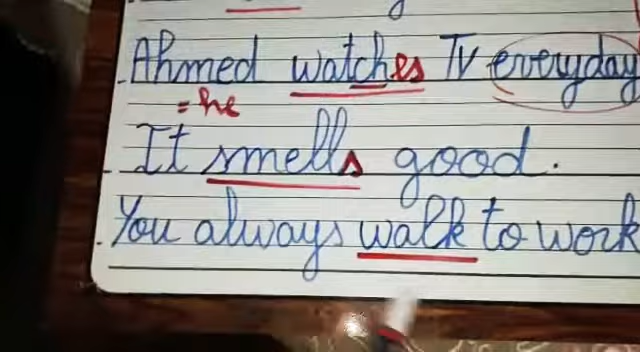 Ahmed watches TV everyday
= he
It smells good.
You always walk to work